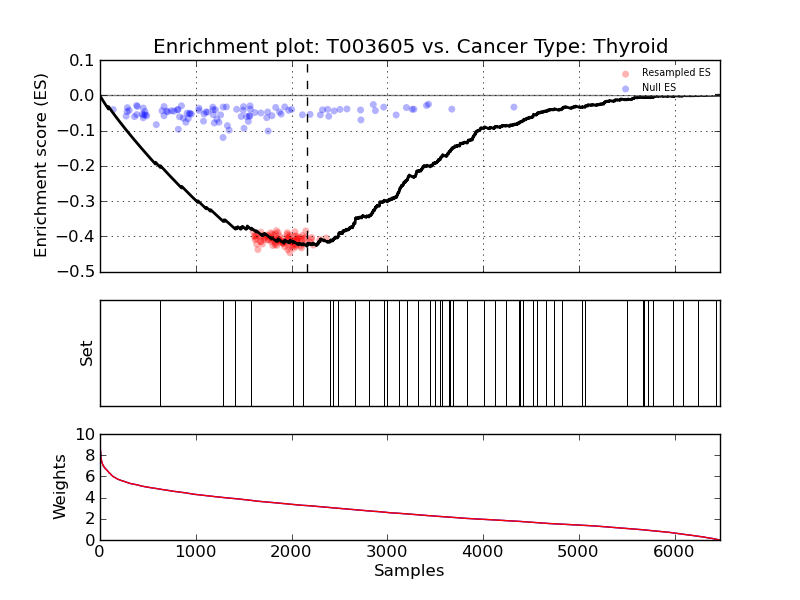 Enrichment plot: T003605 vs. Cancer Type: Thyroid
0.1
0.0
−0.1
−0.2
−0.3
−0.4
−0.5
Enrichment score (ES)
Resampled ES
Null ES
Set
10
8
6
4
2
0
Weights
0 1000 2000 3000 4000 5000 6000
Samples